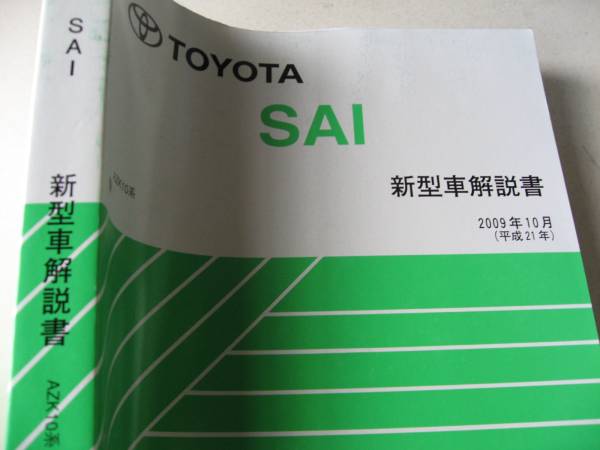 SAI
新型車解説書
AZK10系
TOYOTA
SAI
AZK10系
新型車解説書
2009年10月
(平成21年)